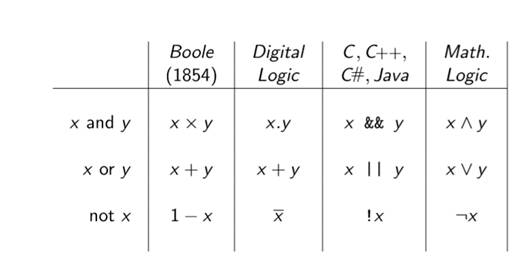 Boole Digital C, C++, Math.
(1854) Logic C#, Java Logic
x and y x × y x.y x && y x ∧ y
x or y x + y x + y x || y x ∨ y
not x 1 − x x̅ !x ¬x